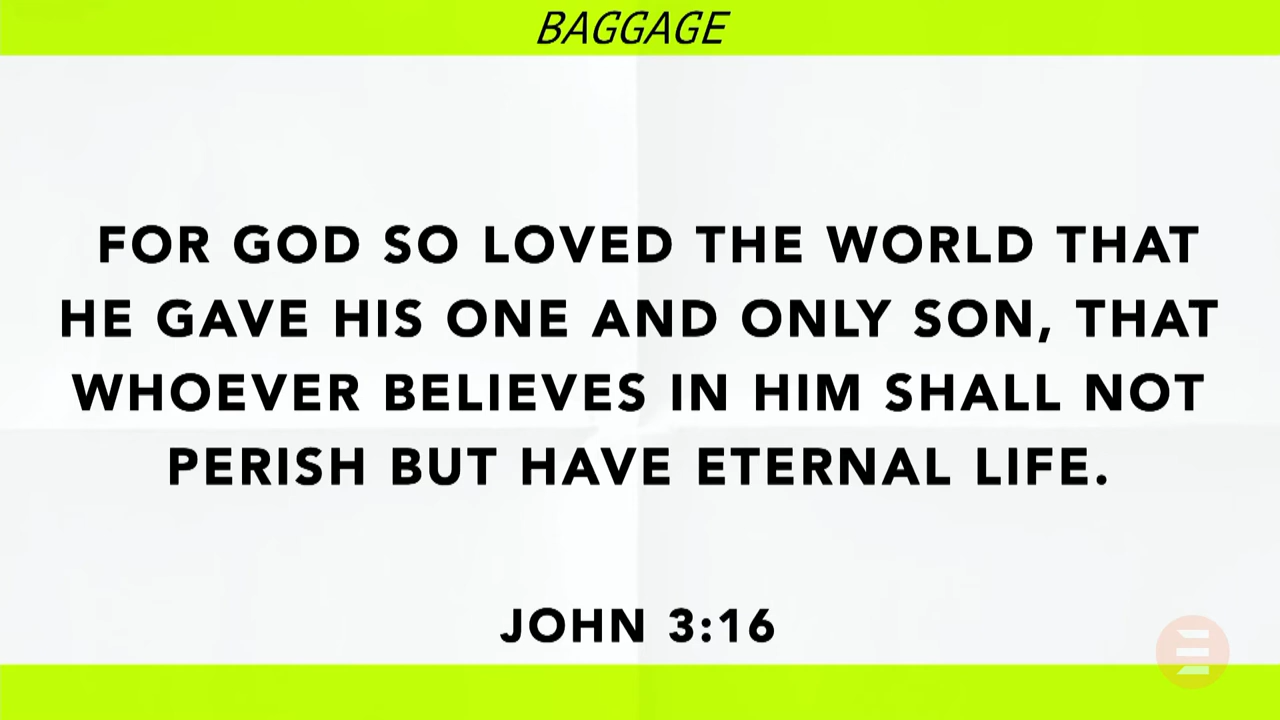 BAGGAGE
FOR GOD SO LOVED THE WORLD THAT
HE GAVE HIS ONE AND ONLY SON, THAT
WHOEVER BELIEVES IN HIM SHALL NOT
PERISH BUT HAVE ETERNAL LIFE.
JOHN 3:16